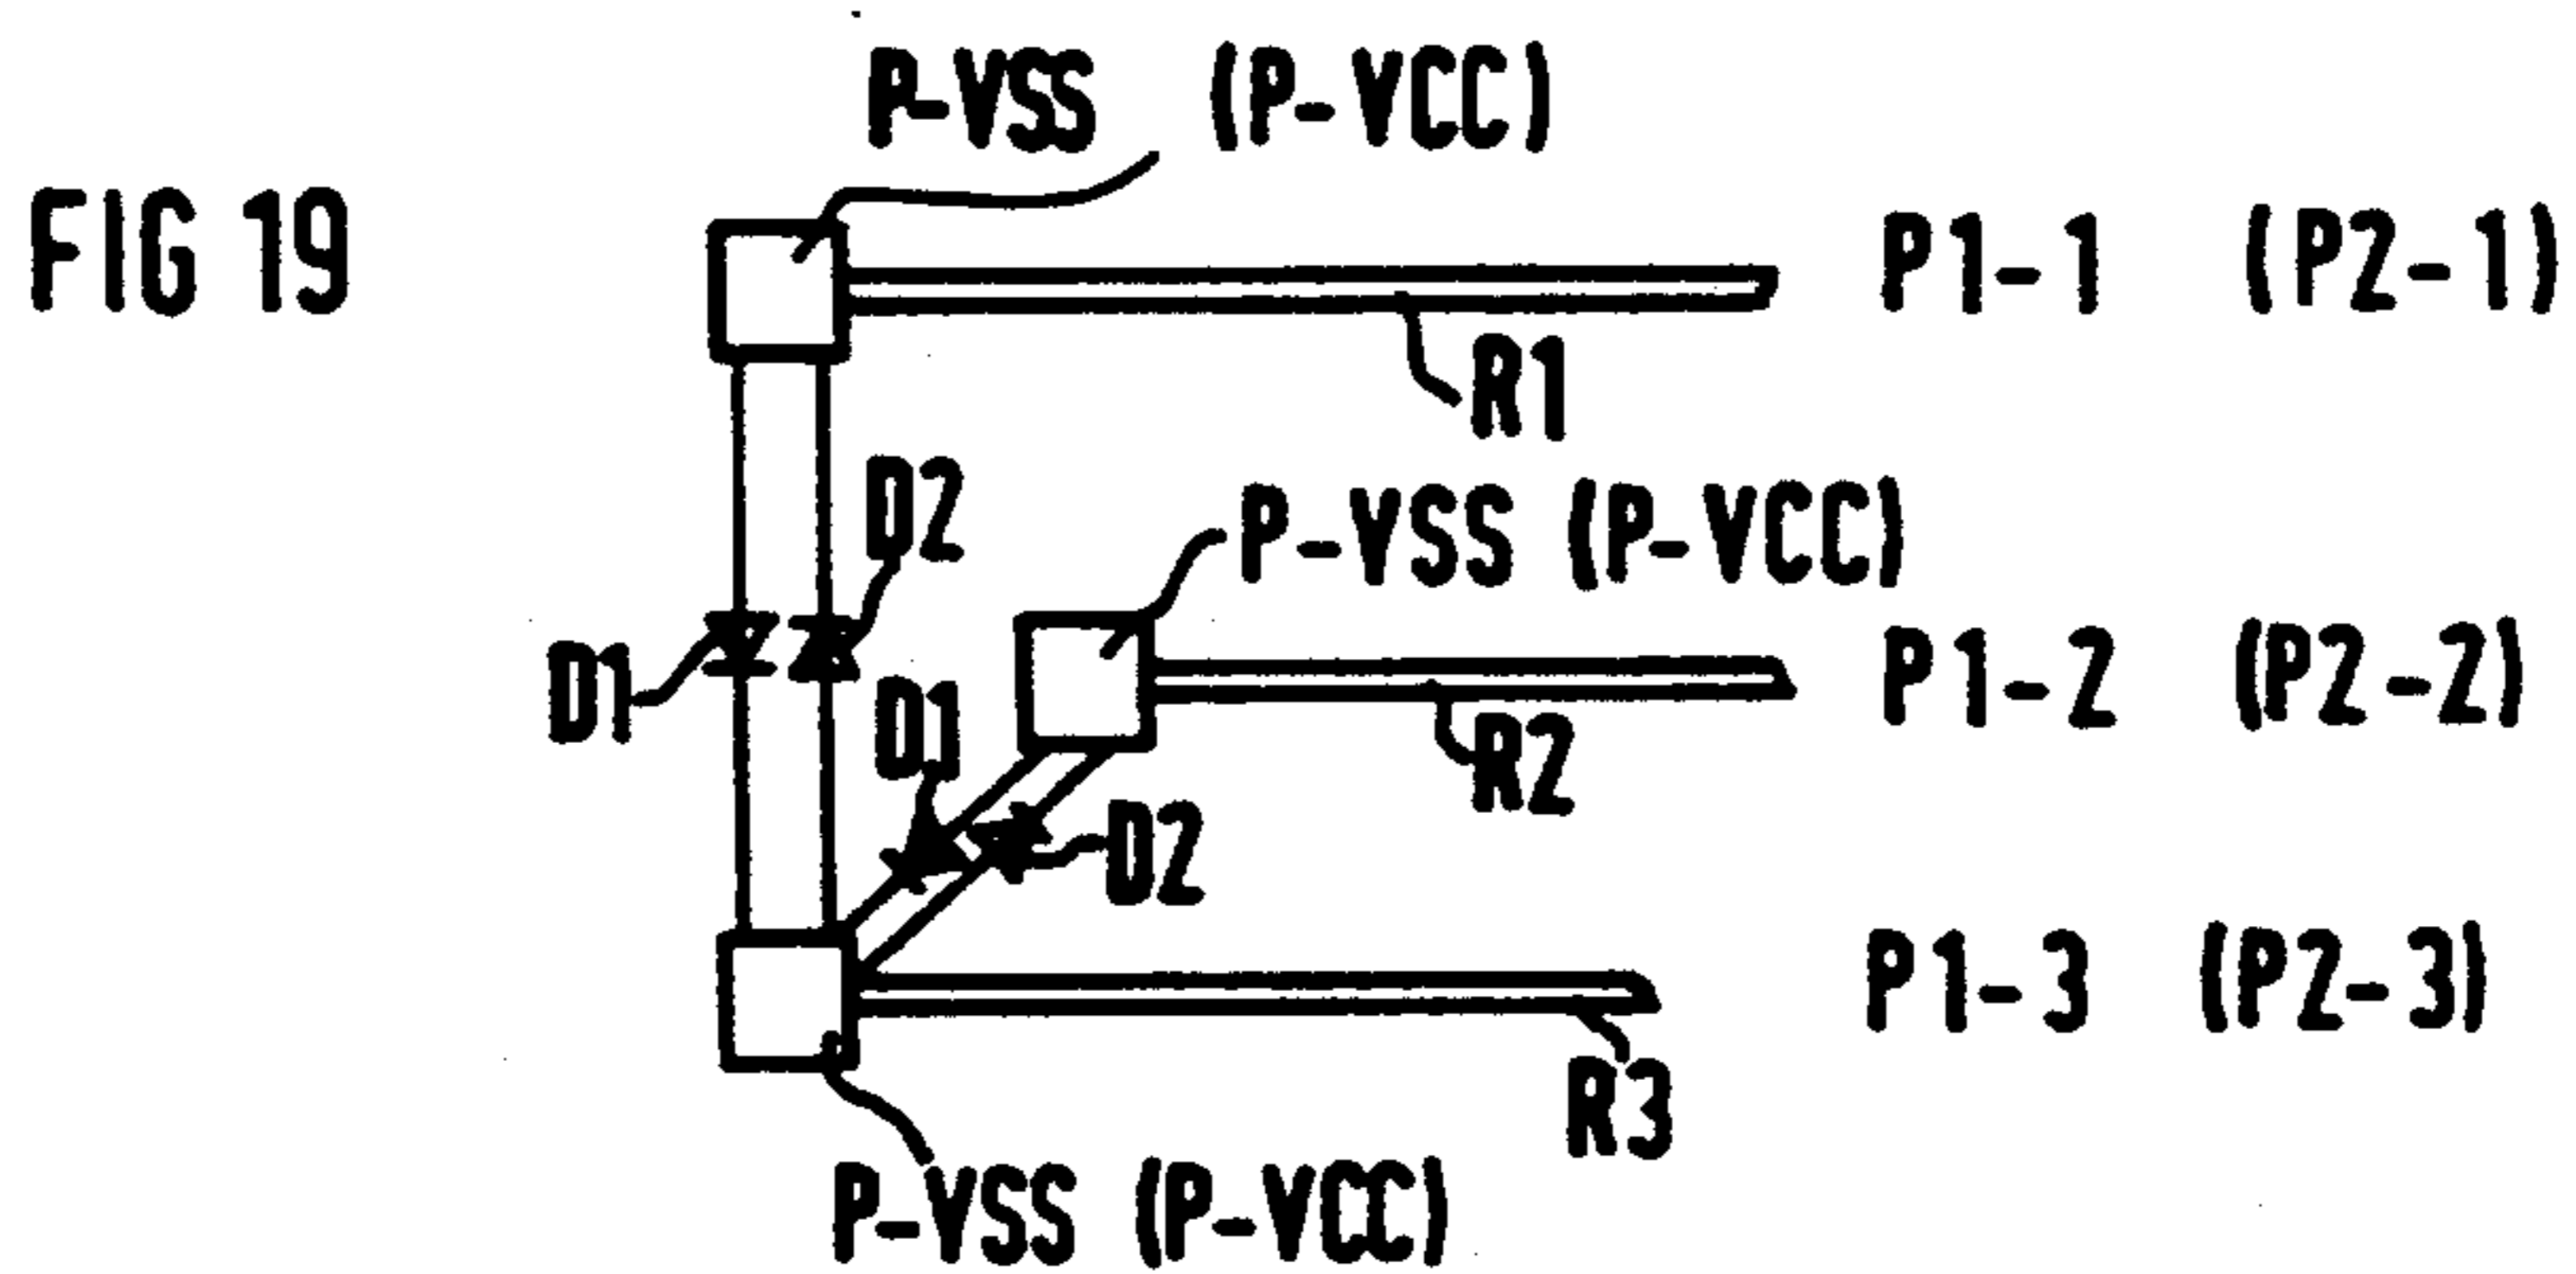 P-VSS (P-VCC)
FIG 19
P1-1 (P2-1)
R1
D2
P-VSS (P-VCC)
D1
P1-2 (P2-2)
D1
R2
D2
P1-3 (P2-3)
R3
P-VSS (P-VCC)